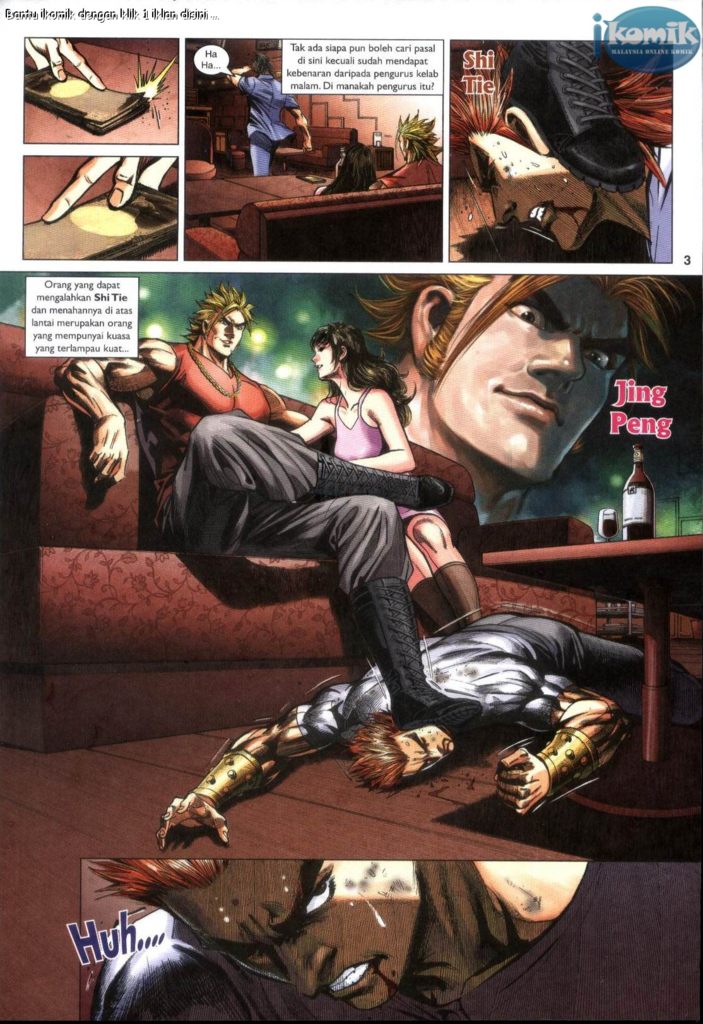 Bantu ikomik dengan klik 1 iklan disini ...
ikomik
MALAYSIA ONLINE KOMIK
Ha
Ha...
Tak ada siapa pun boleh cari pasal
di sini kecuali sudah mendapat
kebenaran daripada pengurus kelab
malam. Di manakah pengurus itu?
Shi
Tie
3
Orang yang dapat
mengalahkan Shi Tie
dan menahannya di atas
lantai merupakan orang
yang mempunyai kuasa
yang terlampau kuat...
Jing
Peng
Huh....